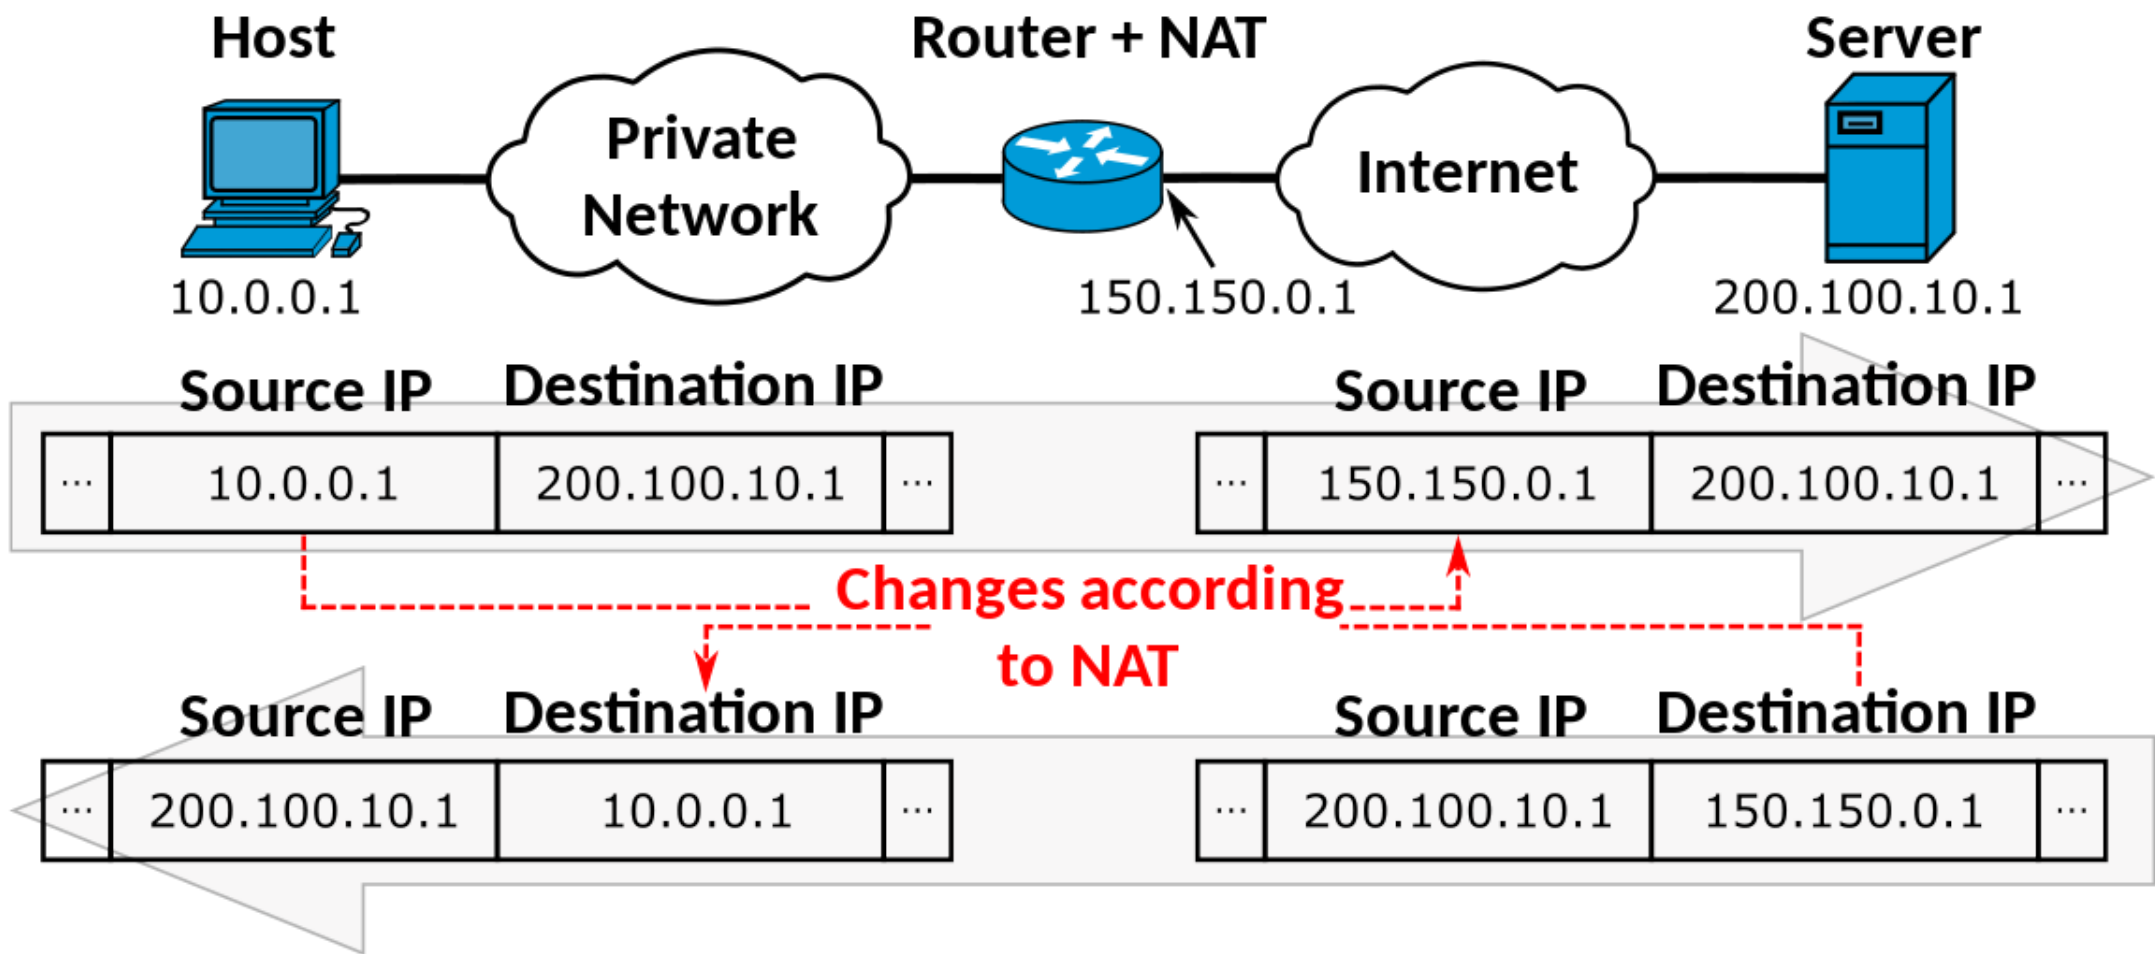 Host
Router + NAT
Server
Private
Network
Internet
10.0.0.1
150.150.0.1
200.100.10.1
Source IP Destination IP
Source IP Destination IP
... 10.0.0.1 200.100.10.1 ...
... 150.150.0.1 200.100.10.1 ...
Changes according
to NAT
Source IP Destination IP
Source IP Destination IP
... 200.100.10.1 10.0.0.1 ...
... 200.100.10.1 150.150.0.1 ...